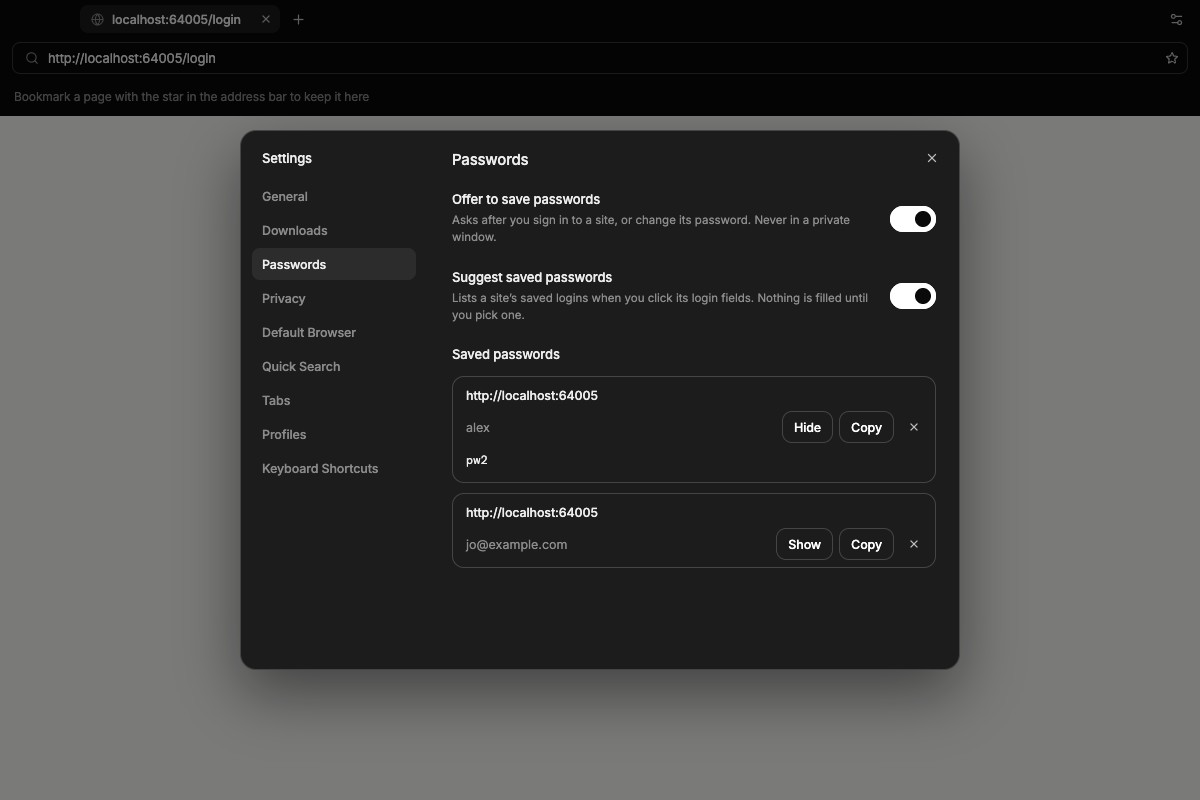 localhost:64005/login
http://localhost:64005/login
Bookmark a page with the star in the address bar to keep it here
Settings
General
Downloads
Passwords
Privacy
Default Browser
Quick Search
Tabs
Profiles
Keyboard Shortcuts
Passwords
Offer to save passwords
Asks after you sign in to a site, or change its password. Never in a private
window.
Suggest saved passwords
Lists a site’s saved logins when you click its login fields. Nothing is filled until
you pick one.
Saved passwords
http://localhost:64005
alex Hide Copy
pw2
http://localhost:64005
jo@example.com Show Copy